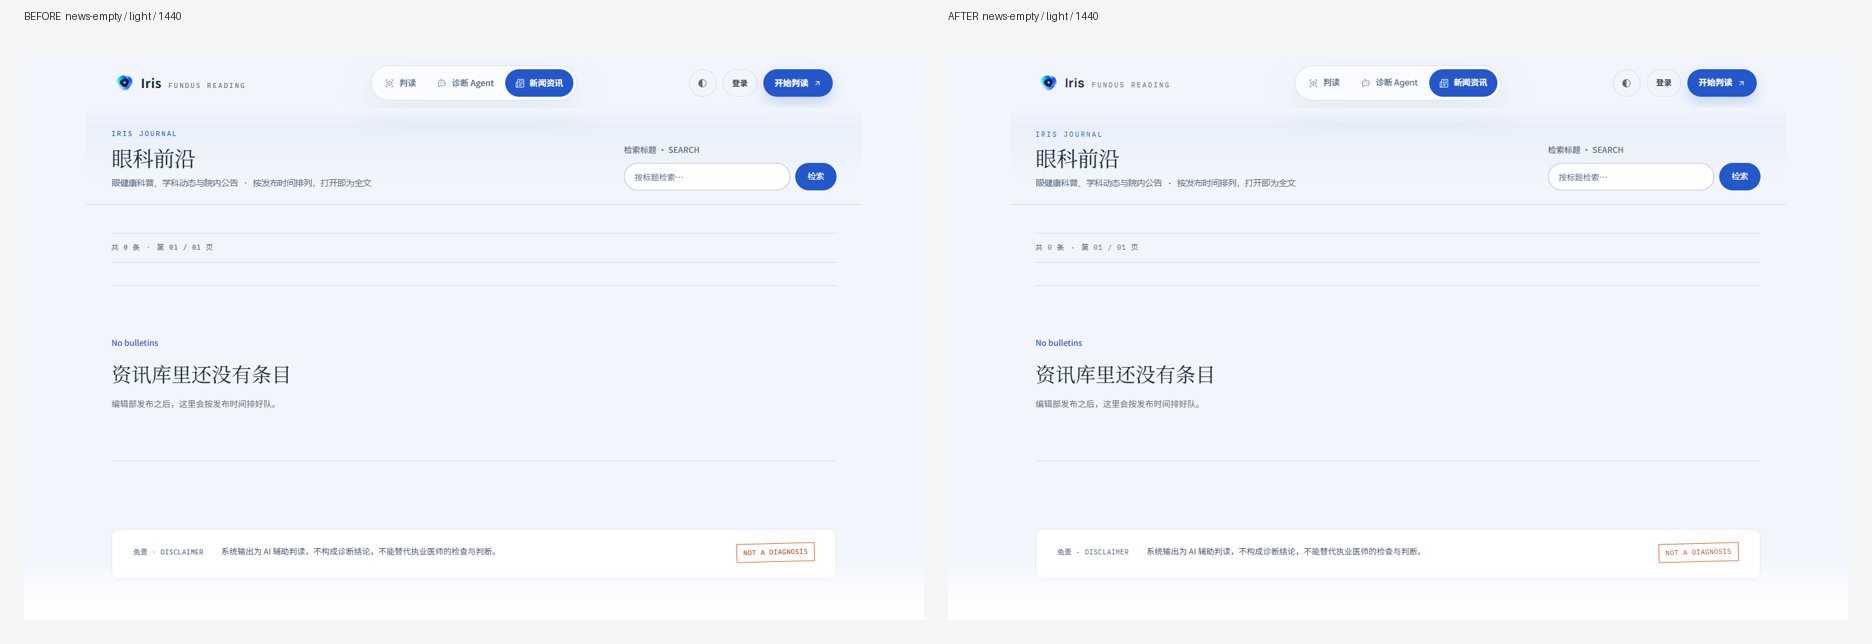 BEFORE news-empty / light / 1440
Iris FUNDUS READING
判读
诊断 Agent
新闻资讯
登录
开始判读
IRIS JOURNAL
眼科前沿
眼健康科普、学科动态与院内公告 · 按发布时间排列，打开即为全文
检索标题 · SEARCH
按标题检索…
检索
共 0 条 · 第 01 / 01 页
No bulletins
资讯库里还没有条目
编辑部发布之后，这里会按发布时间排好队。
免责 · DISCLAIMER
系统输出为 AI 辅助判读，不构成诊断结论，不能替代执业医师的检查与判断。
NOT A DIAGNOSIS
AFTER news-empty / light / 1440
Iris FUNDUS READING
判读
诊断 Agent
新闻资讯
登录
开始判读
IRIS JOURNAL
眼科前沿
眼健康科普、学科动态与院内公告 · 按发布时间排列，打开即为全文
检索标题 · SEARCH
按标题检索…
检索
共 0 条 · 第 01 / 01 页
No bulletins
资讯库里还没有条目
编辑部发布之后，这里会按发布时间排好队。
免责 · DISCLAIMER
系统输出为 AI 辅助判读，不构成诊断结论，不能替代执业医师的检查与判断。
NOT A DIAGNOSIS